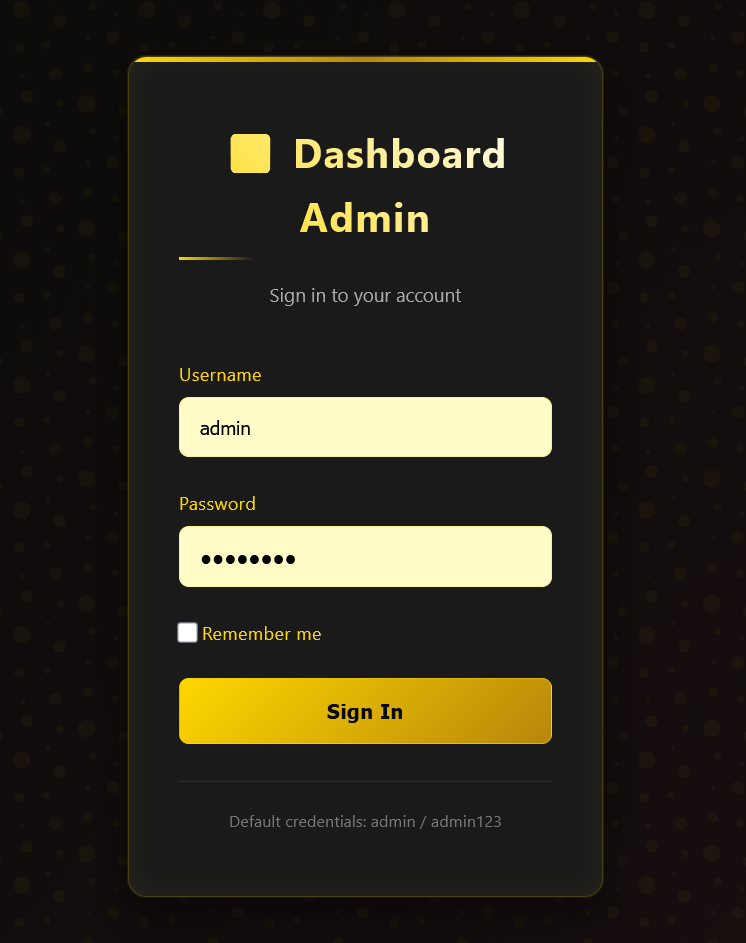 Dashboard
Admin
Sign in to your account
Username
admin
Password
●●●●●●●●
Remember me
Sign In
Default credentials: admin / admin123